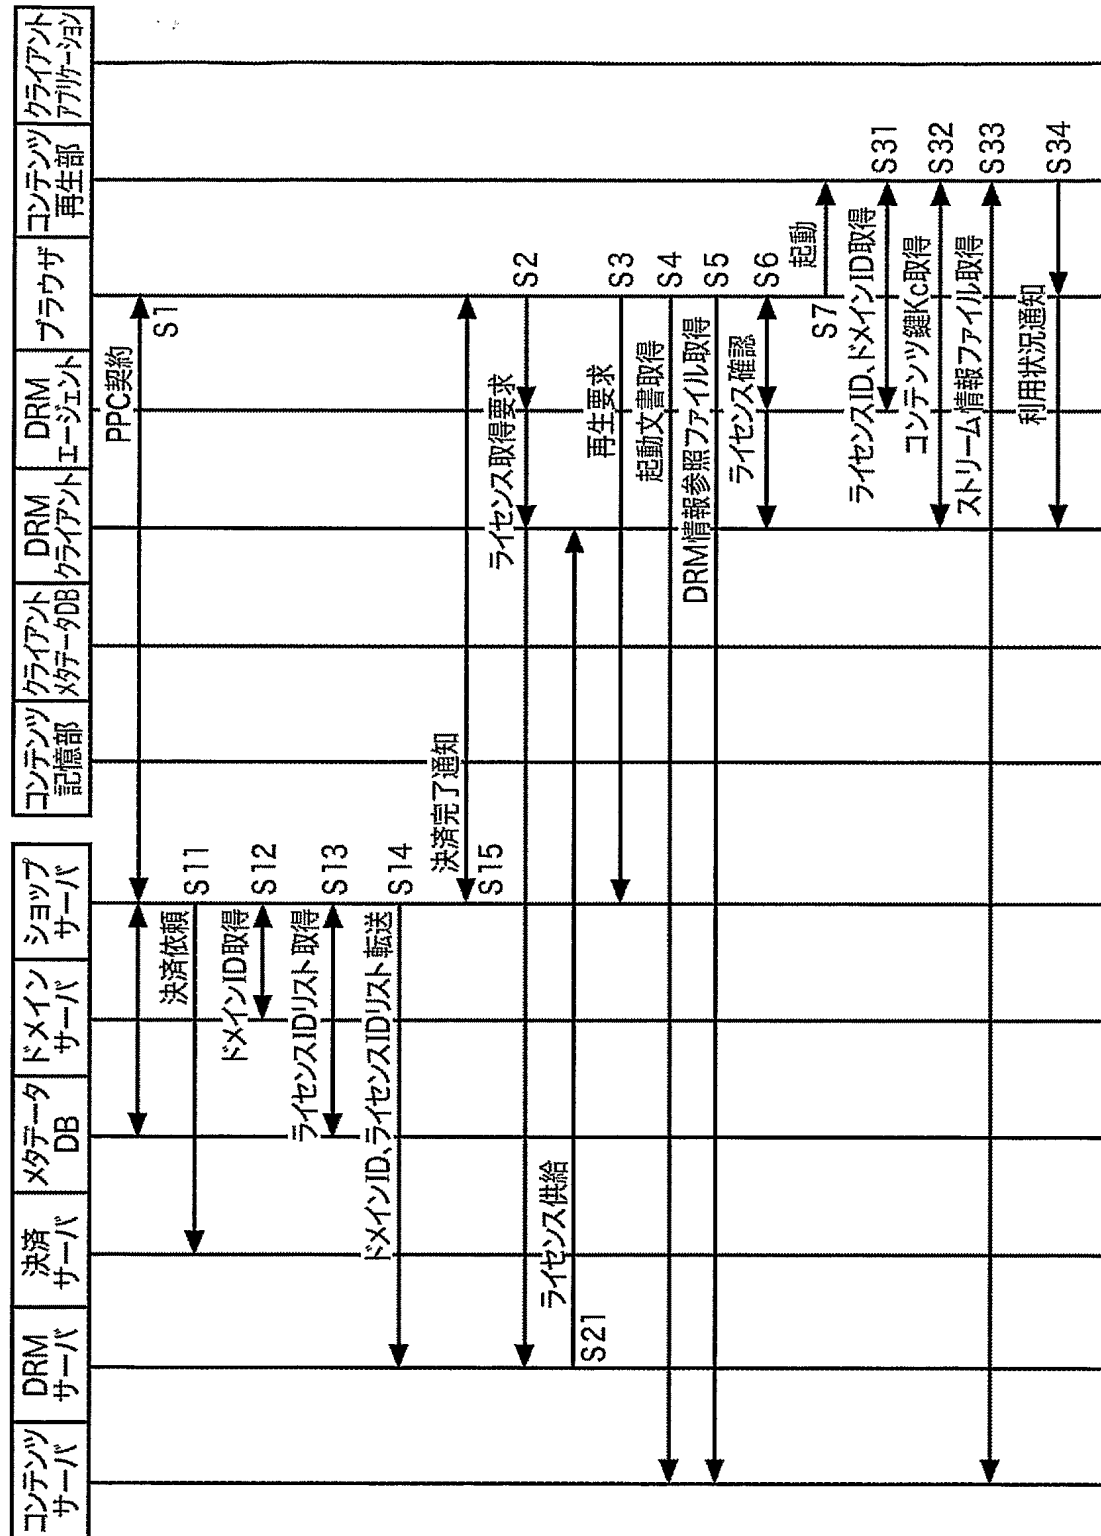 コンテンツ
サーバ
DRM
サーバ
決済
サーバ
メタデータ
DB
ドメイン
サーバ
ショップ
サーバ
コンテンツ
記憶部
クライアント
メタデータDB
DRM
クライアント
DRM
エージェント
ブラウザ
コンテンツ
再生部
クライアント
アプリケーション
PPC契約
S1
決済依頼
S11
ドメインID取得
S12
ライセンスIDリスト取得
S13
ドメインID、ライセンスIDリスト転送
S14
決済完了通知
S15
ライセンス取得要求
S2
ライセンス供給
S21
再生要求
S3
起動文書取得
S4
DRM情報参照ファイル取得
S5
ライセンス確認
S6
起動
S7
ライセンスID、ドメインID取得
S31
コンテンツ鍵Kc取得
S32
ストリーム情報ファイル取得
S33
利用状況通知
S34